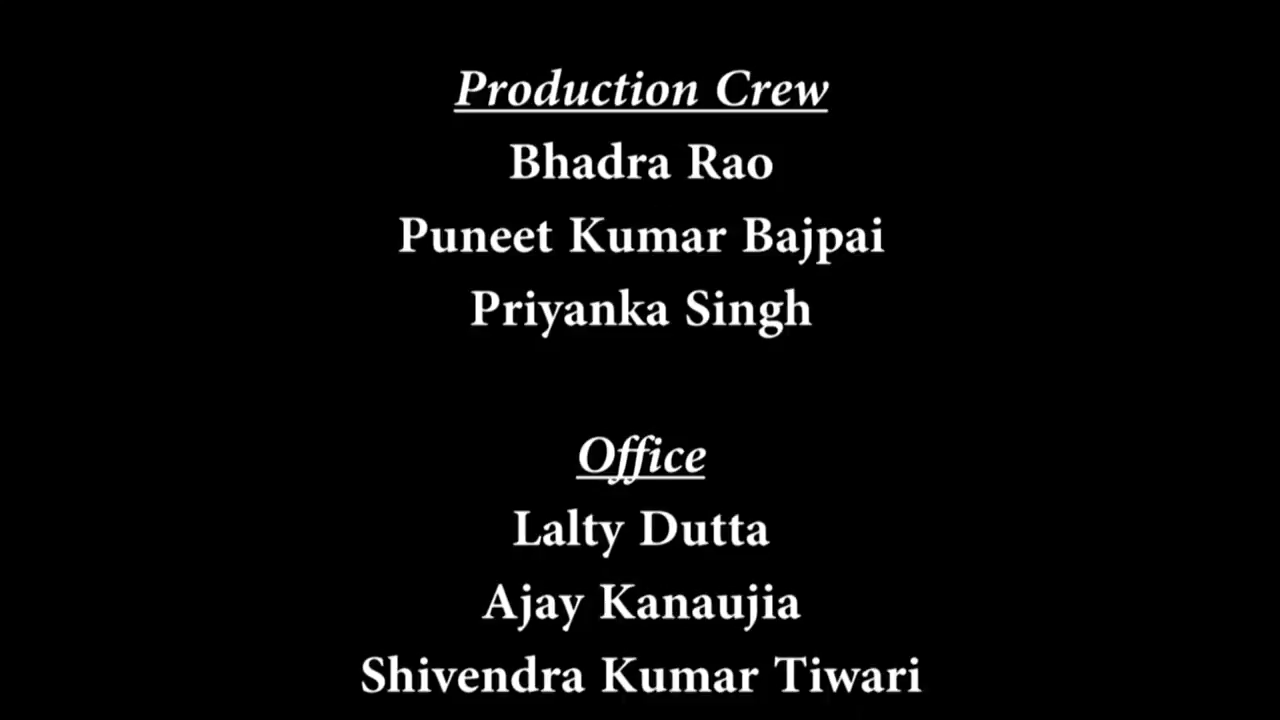 Production Crew
Bhadra Rao
Puneet Kumar Bajpai
Priyanka Singh
Office
Lalty Dutta
Ajay Kanaujia
Shivendra Kumar Tiwari